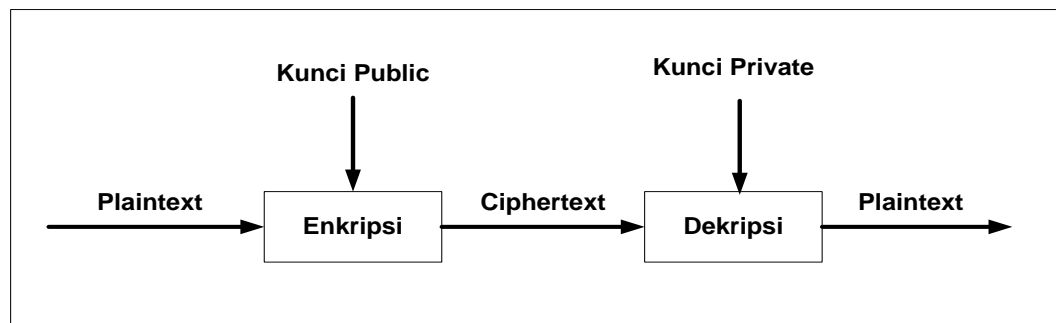 Kunci Public
Kunci Private
Plaintext
Enkripsi
Ciphertext
Dekripsi
Plaintext